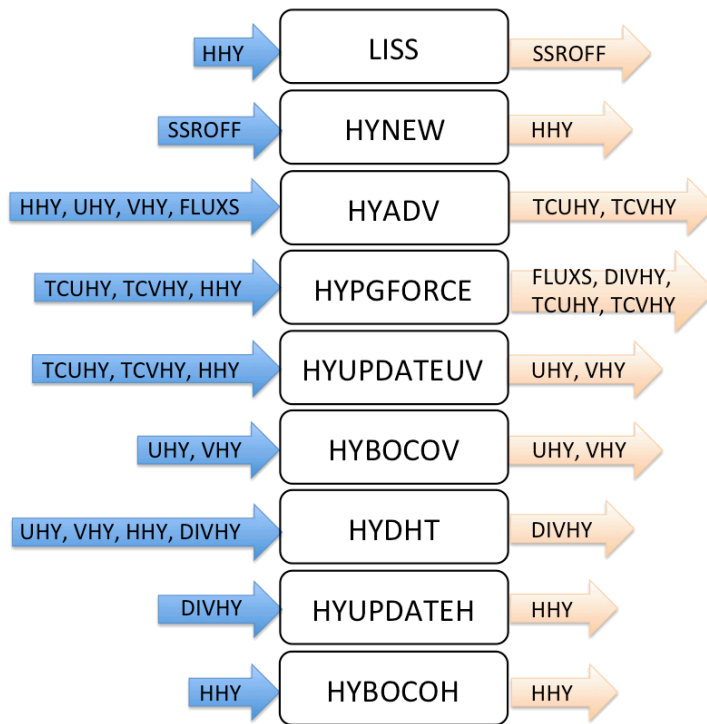 HHY LISS SSROFF
SSROFF HYNEW HHY
HHY, UHY, VHY, FLUXS HYADV TCUHY, TCVHY
TCUHY, TCVHY, HHY HYPGFORCE FLUXS, DIVHY,
TCUHY, TCVHY
TCUHY, TCVHY, HHY HYUPDATEUV UHY, VHY
UHY, VHY HYBOCOV UHY, VHY
UHY, VHY, HHY, DIVHY HYDHT DIVHY
DIVHY HYUPDATEH HHY
HHY HYBOCOH HHY